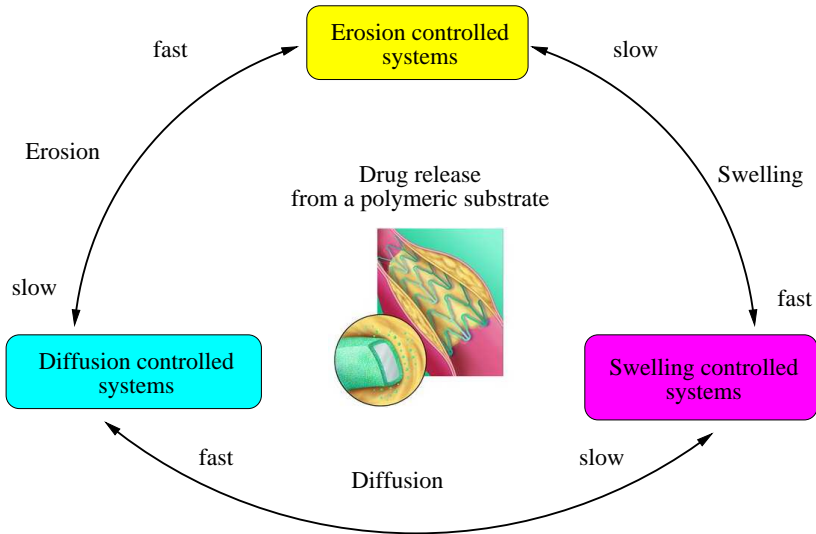 Erosion controlled
systems
fast
slow
Erosion
Swelling
Drug release
from a polymeric substrate
slow
fast
Diffusion controlled
systems
Swelling controlled
systems
fast
slow
Diffusion